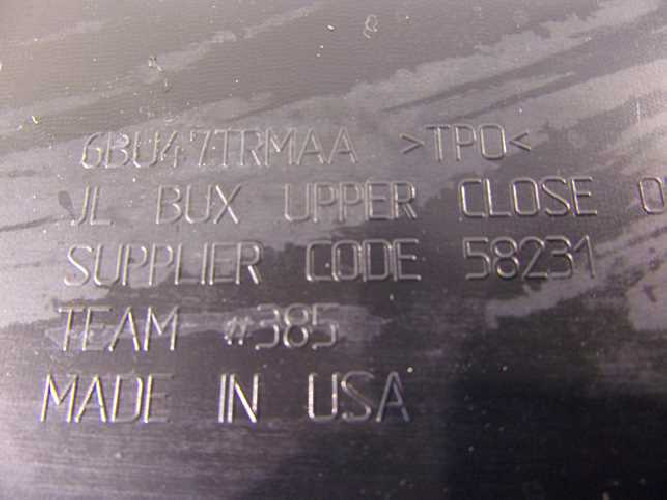 6BU47TRMAA >TPO<
JL BUX UPPER CLOSE
SUPPLIER CODE 58231
TEAM #385
MADE IN USA